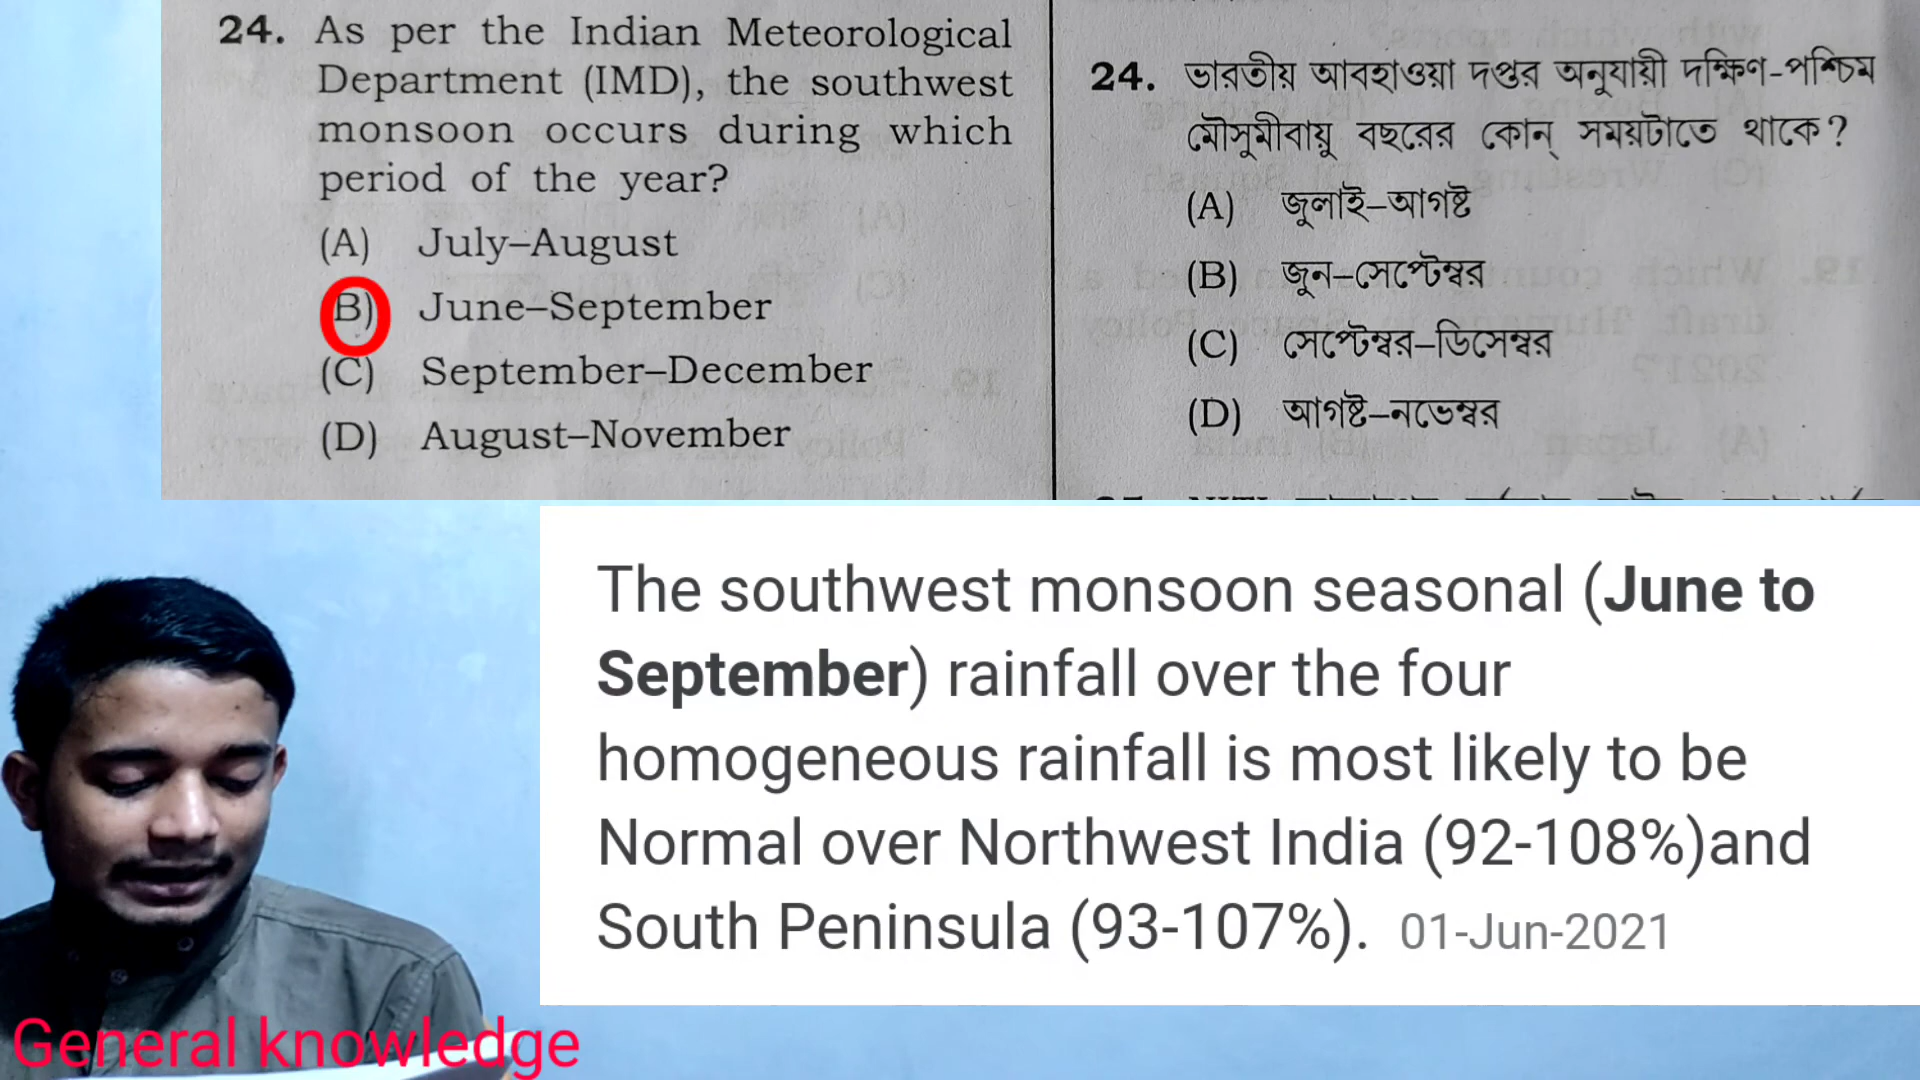 24. As per the Indian Meteorological
Department (IMD), the southwest
monsoon occurs during which
period of the year?
(A) July–August
B) June–September
(C) September–December
(D) August–November
24. ভারতীয় আবহাওয়া দপ্তর অনুযায়ী দক্ষিণ-পশ্চিম
মৌসুমীবায়ু বছরের কোন্ সময়টাতে থাকে?
(A) জুলাই–আগষ্ট
(B) জুন–সেপ্টেম্বর
(C) সেপ্টেম্বর–ডিসেম্বর
(D) আগষ্ট–নভেম্বর
The southwest monsoon seasonal (June to
September) rainfall over the four
homogeneous rainfall is most likely to be
Normal over Northwest India (92-108%)and
South Peninsula (93-107%). 01-Jun-2021
General knowledge